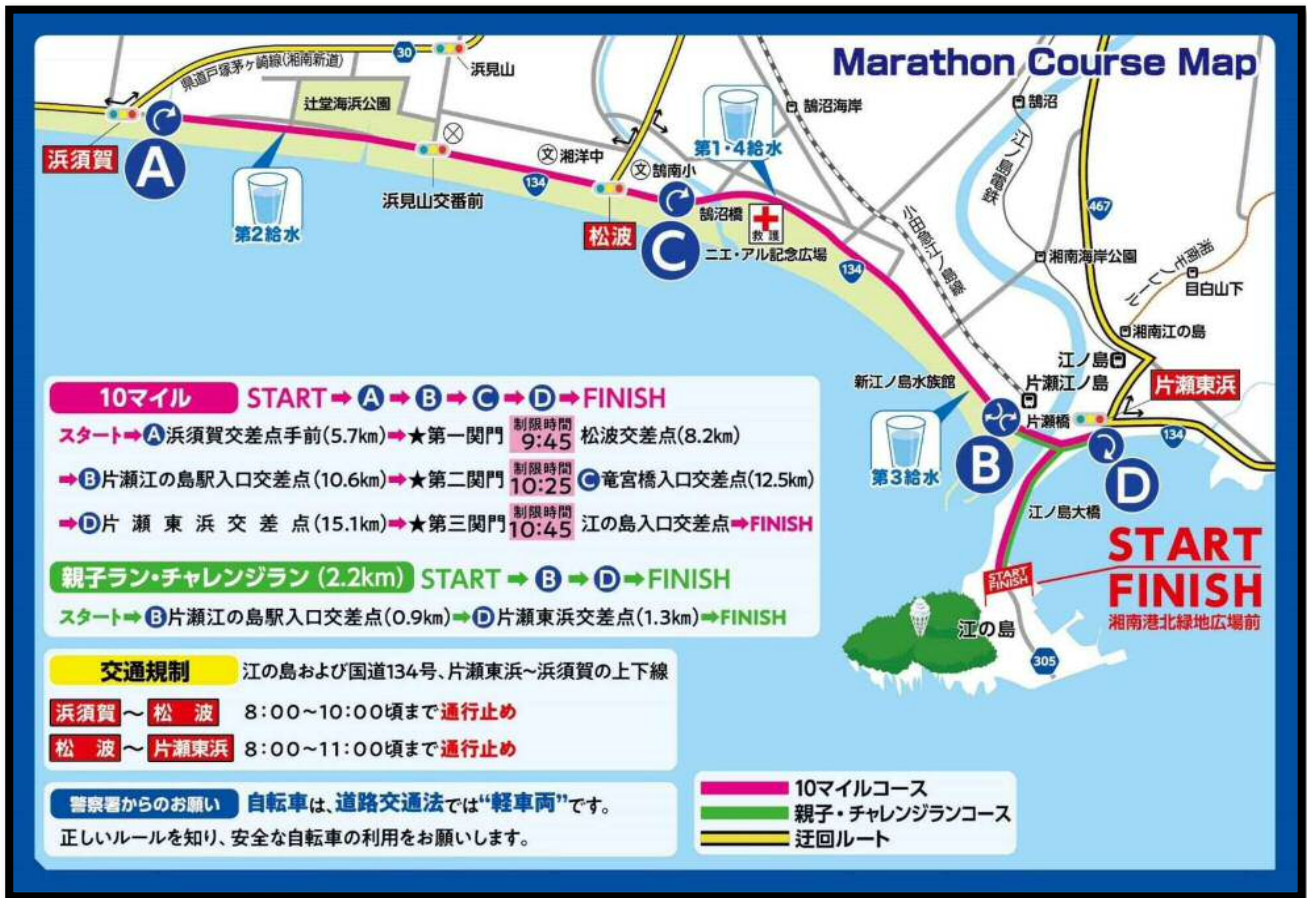 Marathon Course Map
30
浜見山
県道戸塚茅ヶ崎線(湘南新道)
辻堂海浜公園
浜須賀
A
第2給水
浜見山交番前
134
文 湘洋中
文 鵠南小
松波
C
第1・4給水
鵠沼橋
救護
ニエ・アル記念広場
134
鵠沼海岸
鵠沼
江ノ島電鉄
467
小田急江ノ島線
湘南海岸公園
湘南モノレール
目白山下
湘南江の島
江ノ島
片瀬東浜
新江ノ島水族館
片瀬江ノ島
片瀬橋
134
第3給水
B
D
江ノ島大橋
START
FINISH
江の島
305
START
FINISH
湘南港北緑地広場前
10マイル START➡A➡B➡C➡D➡FINISH
スタート➡A浜須賀交差点手前(5.7km)➡★第一関門 制限時間 9:45 松波交差点(8.2km)
➡B片瀬江の島駅入口交差点(10.6km)➡★第二関門 制限時間 10:25 C竜宮橋入口交差点(12.5km)
➡D片瀬東浜交差点(15.1km)➡★第三関門 制限時間 10:45 江の島入口交差点➡FINISH
親子ラン・チャレンジラン(2.2km) START➡B➡D➡FINISH
スタート➡B片瀬江の島駅入口交差点(0.9km)➡D片瀬東浜交差点(1.3km)➡FINISH
交通規制 江の島および国道134号、片瀬東浜~浜須賀の上下線
浜須賀~松波 8:00~10:00頃まで通行止め
松波~片瀬東浜 8:00~11:00頃まで通行止め
警察署からのお願い 自転車は、道路交通法では“軽車両”です。
正しいルールを知り、安全な自転車の利用をお願いします。
10マイルコース
親子・チャレンジランコース
迂回ルート